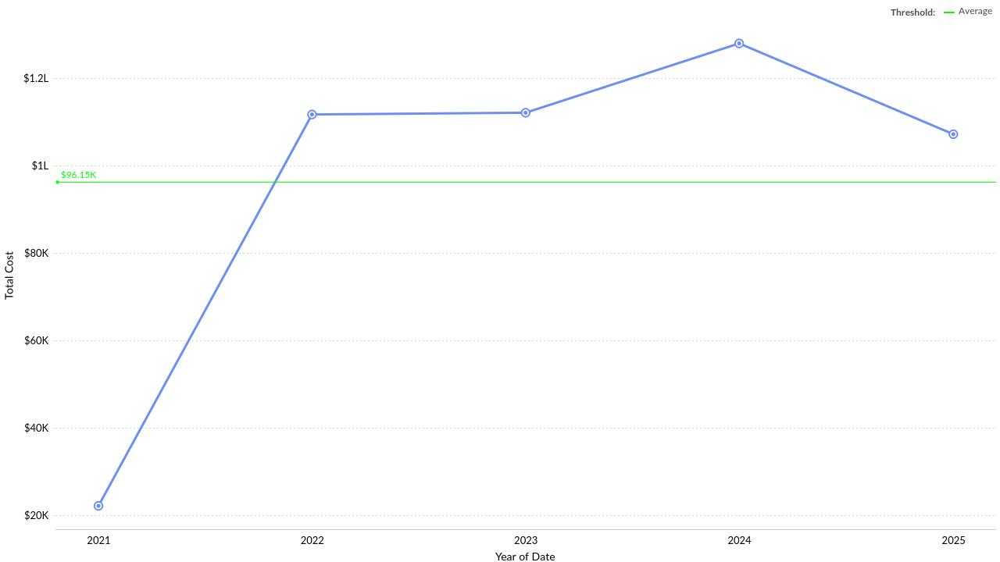 Threshold: Average
$1.2L
$1L
$96.15K
$80K
$60K
$40K
$20K
Total Cost
2021 2022 2023 2024 2025
Year of Date